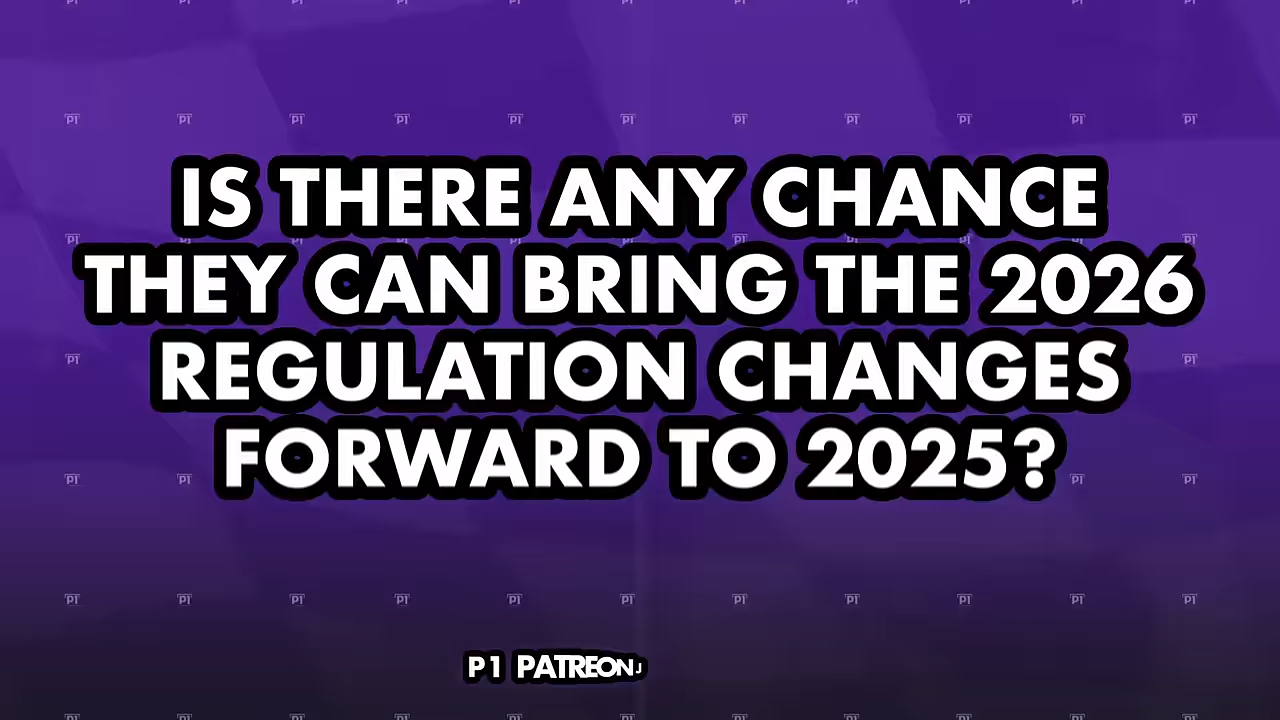 IS THERE ANY CHANCE
THEY CAN BRING THE 2026
REGULATION CHANGES
FORWARD TO 2025?
P1 PATREON